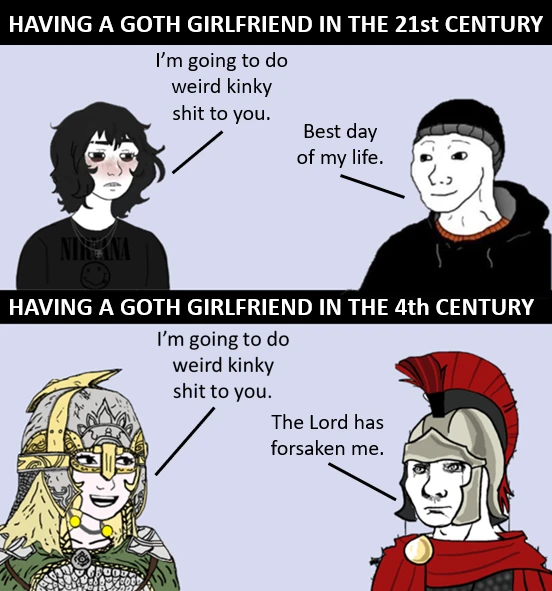 HAVING A GOTH GIRLFRIEND IN THE 21st CENTURY
I'm going to do
weird kinky
shit to you.
Best day
of my life.
NIRVANA
HAVING A GOTH GIRLFRIEND IN THE 4th CENTURY
I'm going to do
weird kinky
shit to you.
The Lord has
forsaken me.